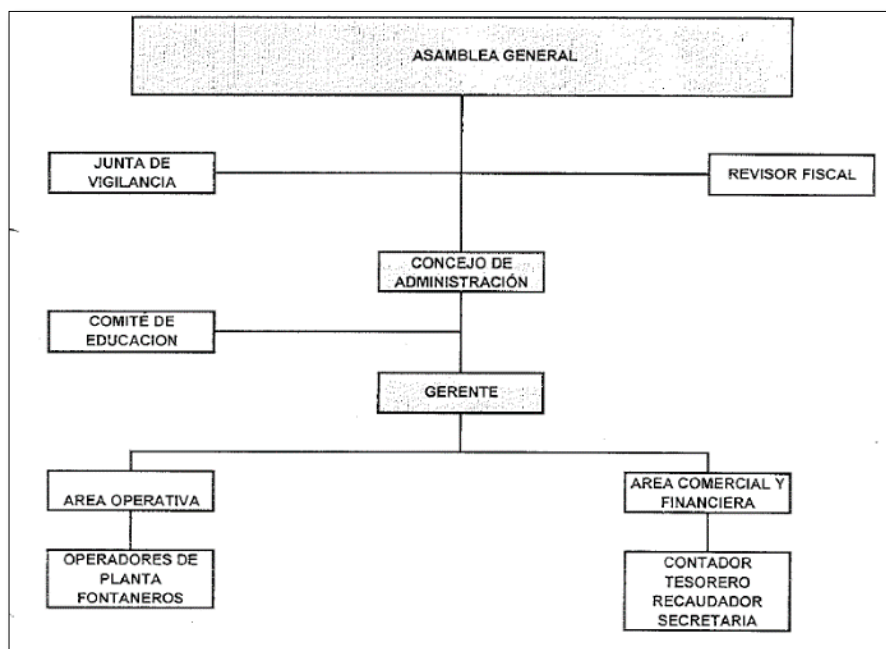 ASAMBLEA GENERAL
JUNTA DE
VIGILANCIA
REVISOR FISCAL
CONCEJO DE
ADMINISTRACIÓN
COMITÉ DE
EDUCACION
GERENTE
AREA OPERATIVA
AREA COMERCIAL Y
FINANCIERA
OPERADORES DE
PLANTA
FONTANEROS
CONTADOR
TESORERO
RECAUDADOR
SECRETARIA